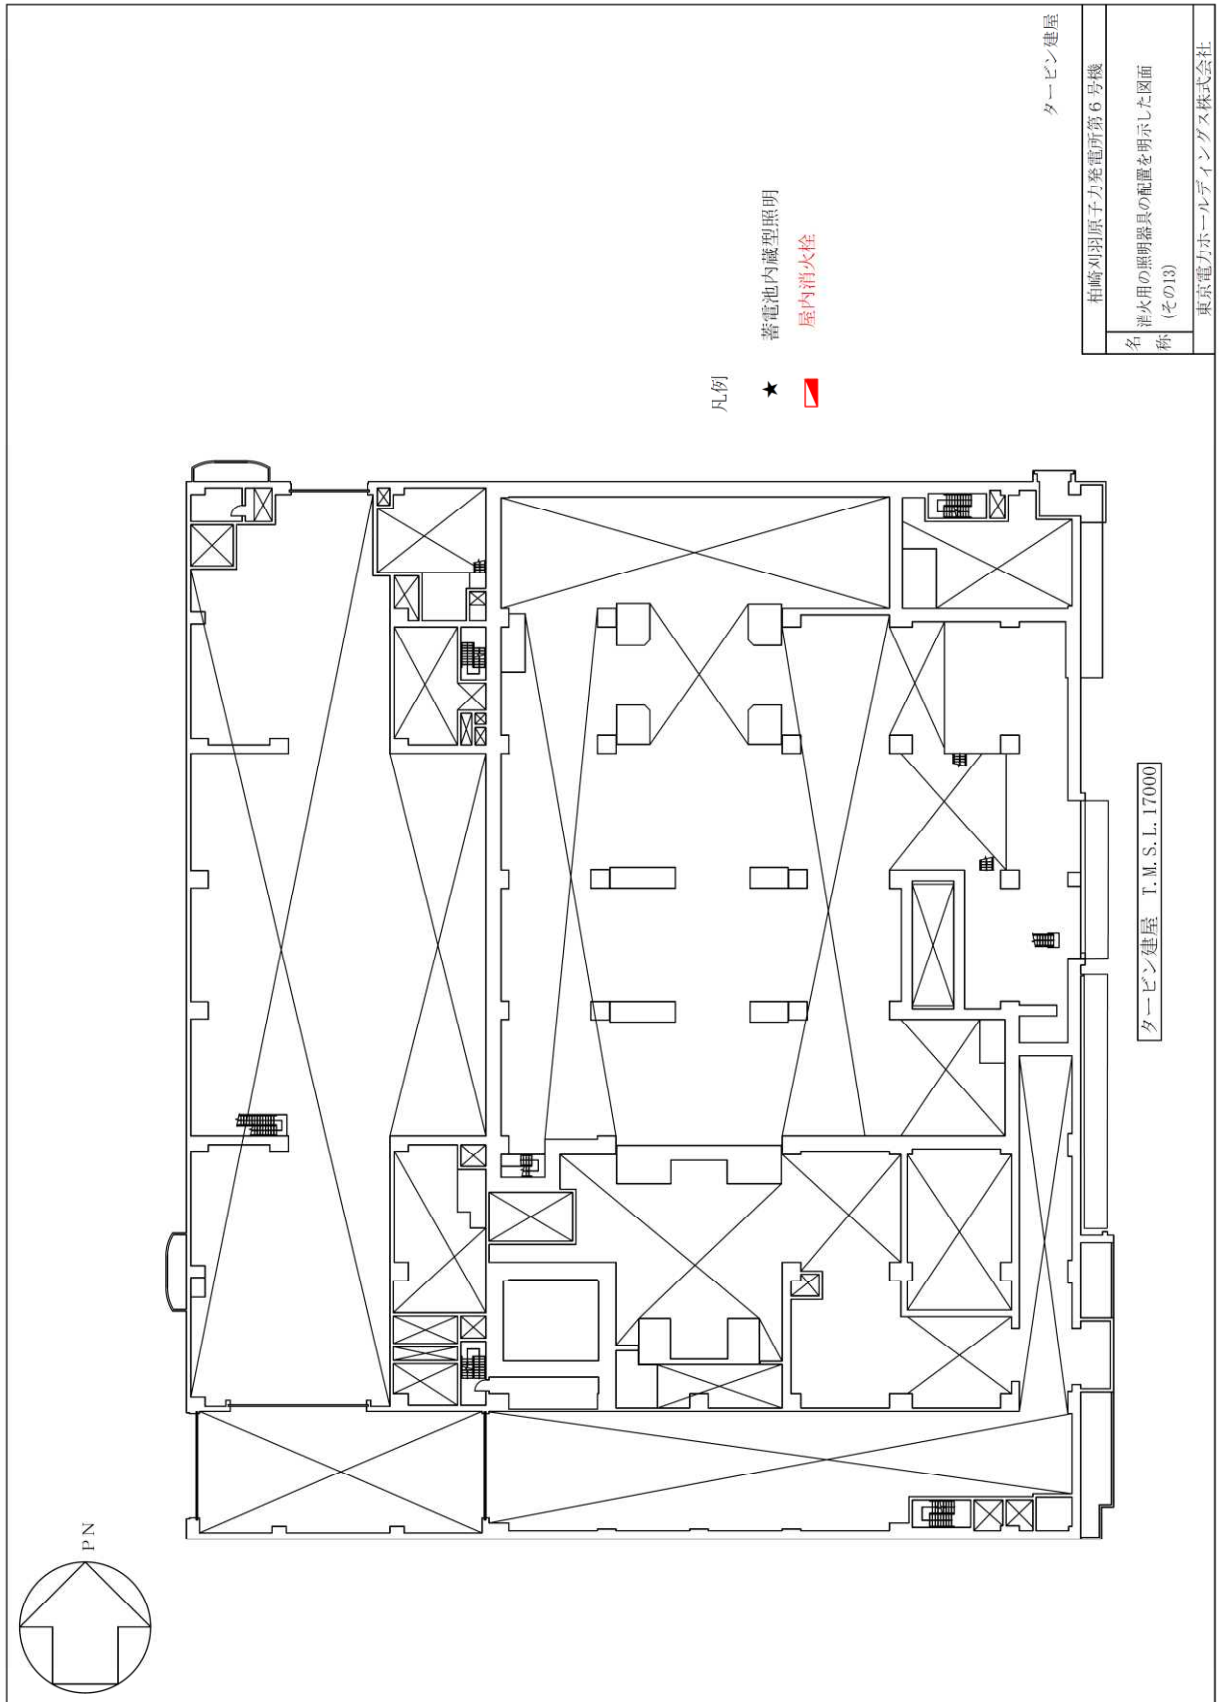 PN
タービン建屋 T.M.S.L.17000
凡例
蓄電池内蔵型照明
屋内消火栓
タービン建屋
柏崎刈羽原子力発電所第6号機
名称
消火用の照明器具の配置を明示した図面
(その13)
東京電力ホールディングス株式会社